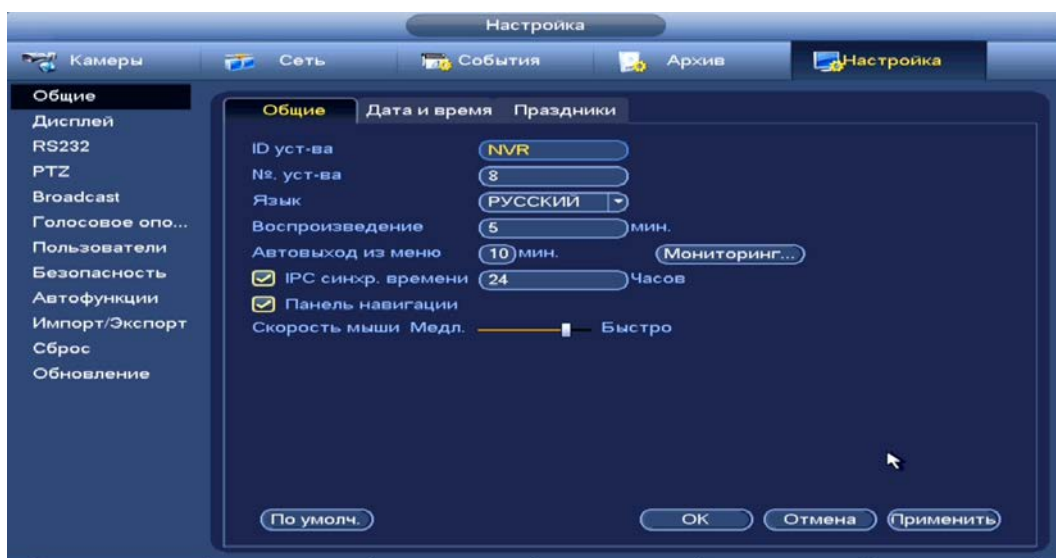 Настройка
Камеры Сеть События Архив Настройка
Общие
Дисплей
RS232
PTZ
Broadcast
Голосовое опо...
Пользователи
Безопасность
Автофункции
Импорт/Экспорт
Сброс
Обновление
Общие Дата и время Праздники
ID уст-ва NVR
№. уст-ва 8
Язык РУССКИЙ
Воспроизведение 5 мин.
Автовыход из меню 10 мин. Мониторинг...
IPC синхр. времени 24 Часов
Панель навигации
Скорость мыши Медл. Быстро
По умолч. OK Отмена Применить